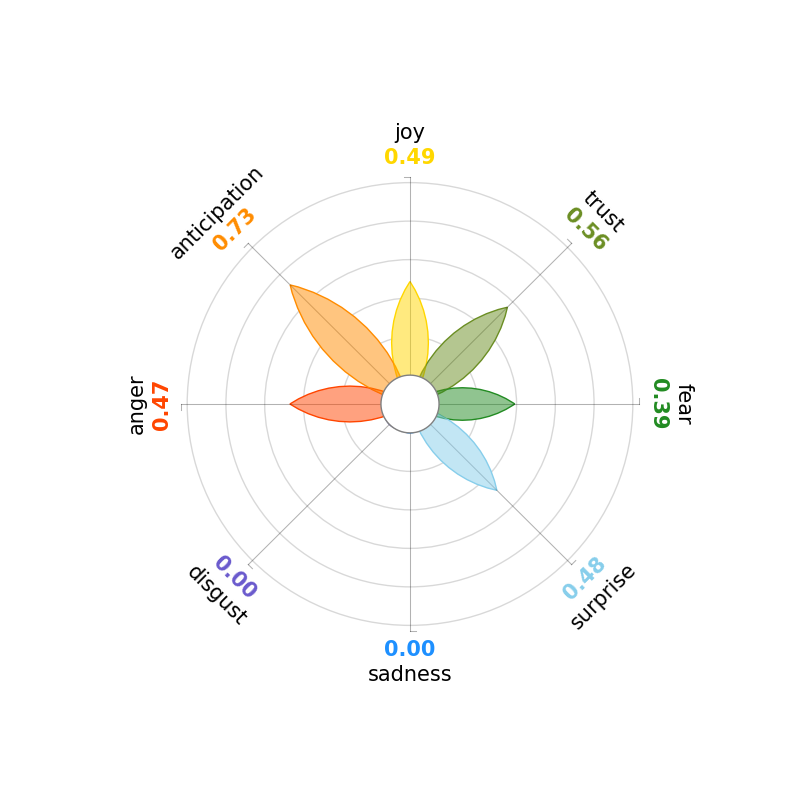 joy
0.49
trust
0.56
fear
0.39
surprise
0.48
sadness
0.00
disgust
0.00
anger
0.47
anticipation
0.73